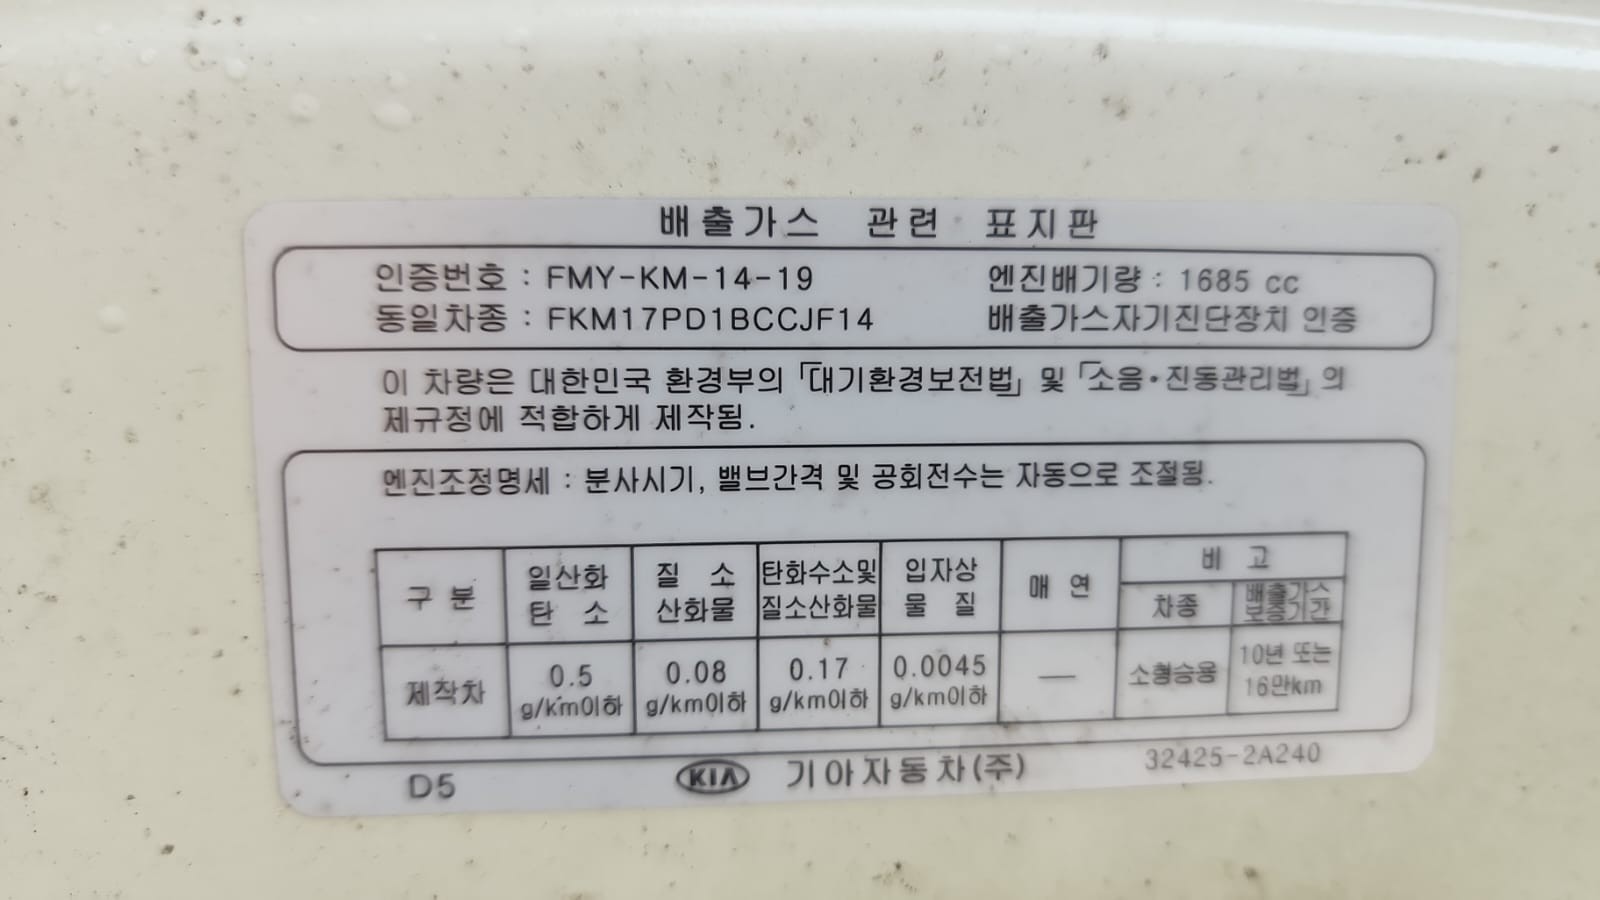 배출가스 관련 표지판
인증번호 : FMY-KM-14-19 엔진배기량 : 1685 cc
동일차종 : FKM17PD1BCCJF14 배출가스자기진단장치 인증
이 차량은 대한민국 환경부의 「대기환경보전법」 및 「소음·진동관리법」의
제규정에 적합하게 제작됨.
엔진조정명세 : 분사시기, 밸브간격 및 공회전수는 자동으로 조절됨.
구 분 일산화 질 소 탄화수소및 입자상 매 연 비 고
탄 소 산화물 질소산화물 물 질 차종 배출가스
보증기간
제작차 0.5 0.08 0.17 0.0045 — 소형승용 10년 또는
g/km이하 g/km이하 g/km이하 g/km이하 16만km
D5 KIA 기아자동차(주) 32425-2A240